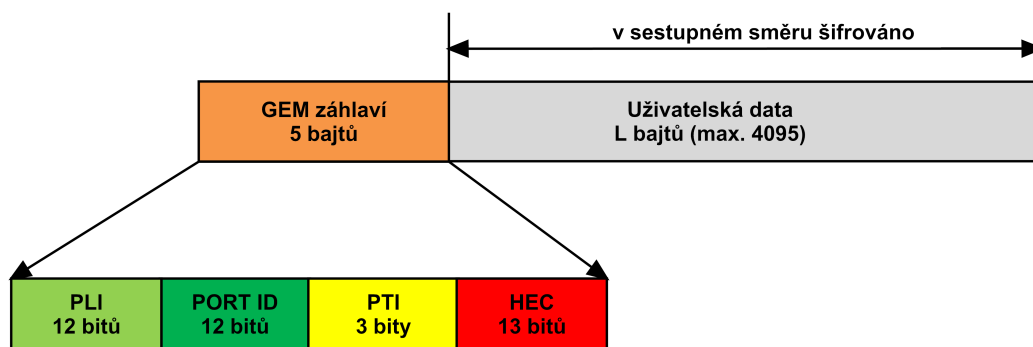 v sestupném směru šifrováno
GEM záhlaví
5 bajtů
Uživatelská data
L bajtů (max. 4095)
PLI
12 bitů
PORT ID
12 bitů
PTI
3 bity
HEC
13 bitů